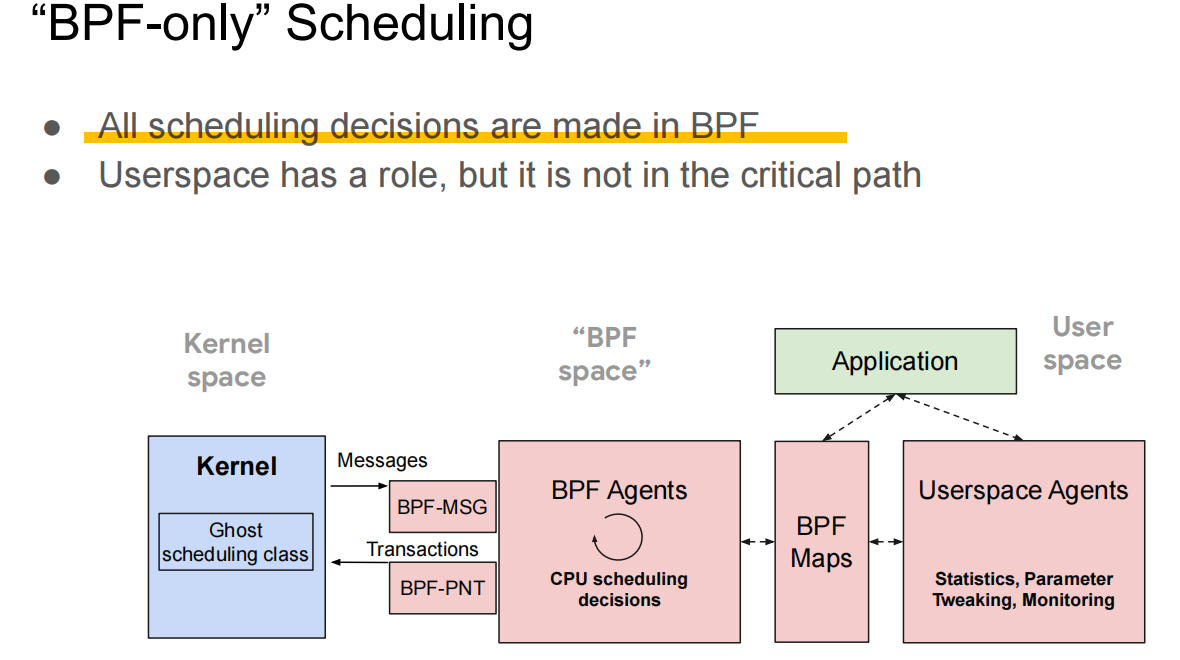 “BPF-only” Scheduling
● All scheduling decisions are made in BPF
● Userspace has a role, but it is not in the critical path
Kernel
space
“BPF
space”
User
space
Application
Kernel
Ghost
scheduling class
Messages
BPF-MSG
Transactions
BPF-PNT
BPF Agents
CPU scheduling
decisions
BPF
Maps
Userspace Agents
Statistics, Parameter
Tweaking, Monitoring